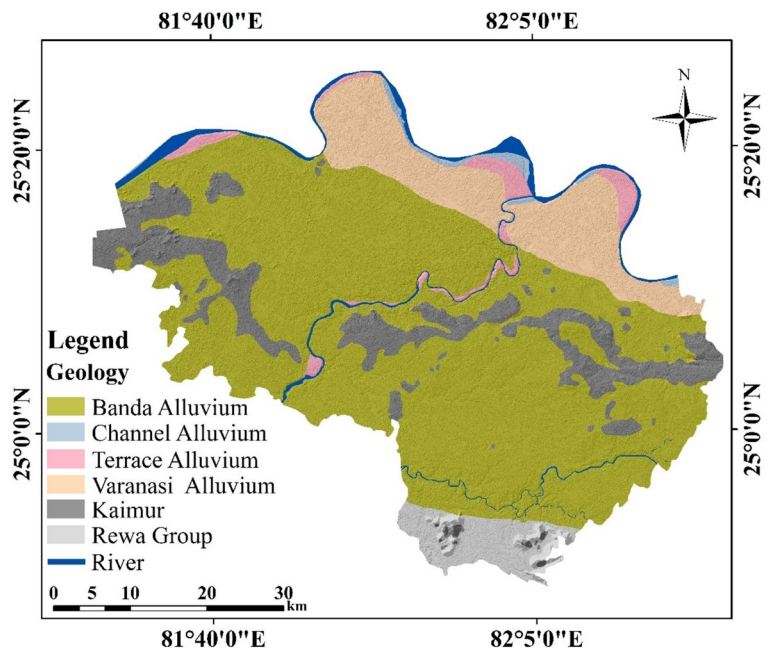 81°40'0"E 82°5'0"E
N
25°20'0"N 25°20'0"N
25°0'0"N 25°0'0"N
Legend
Geology
Banda Alluvium
Channel Alluvium
Terrace Alluvium
Varanasi Alluvium
Kaimur
Rewa Group
River
0 5 10 20 30
km
81°40'0"E 82°5'0"E